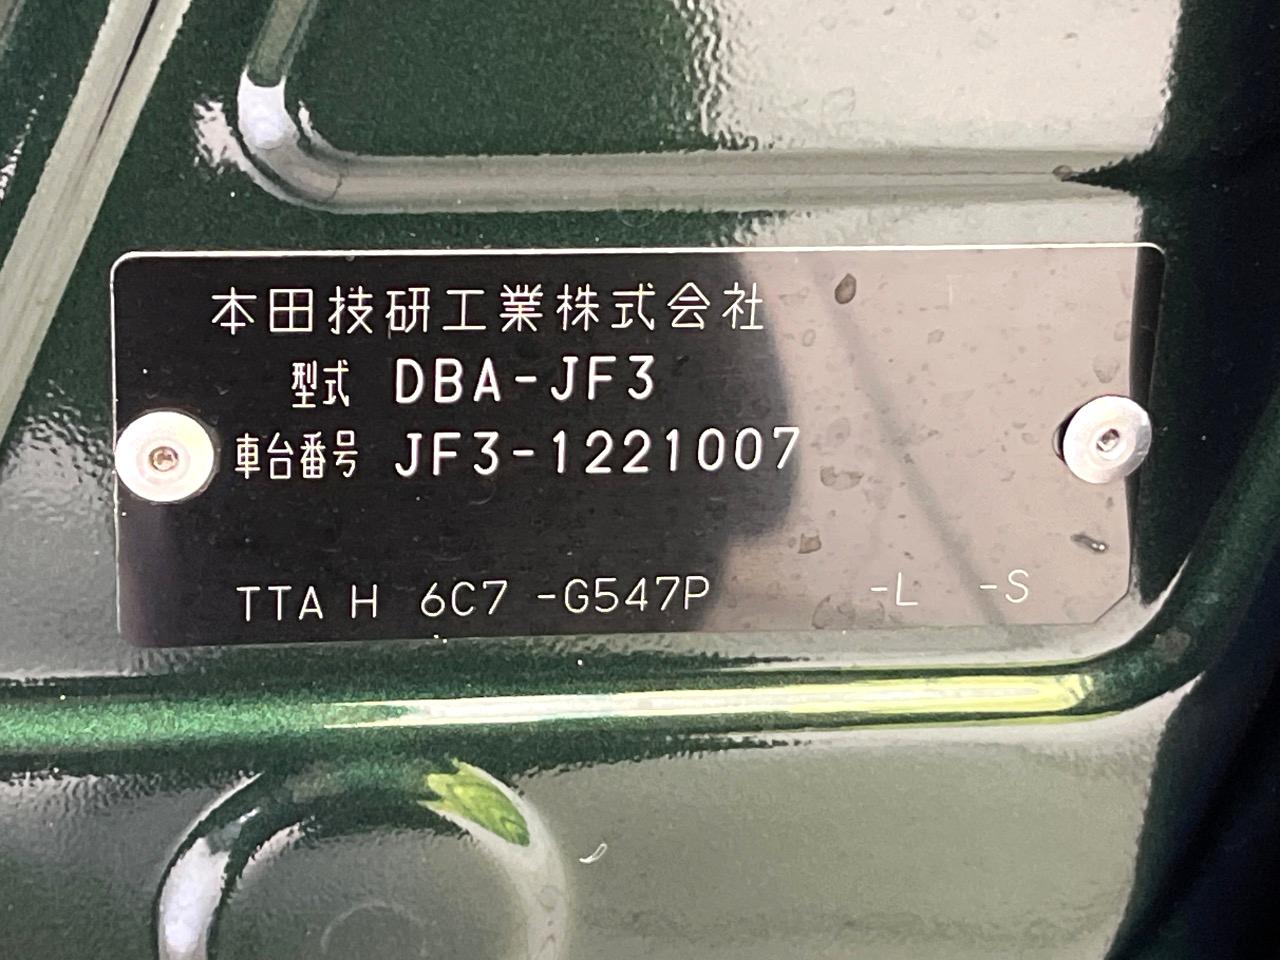 本田技研工業株式会社
型式 DBA-JF3
車台番号 JF3-1221007
TTA H 6C7 -G547P -L -S